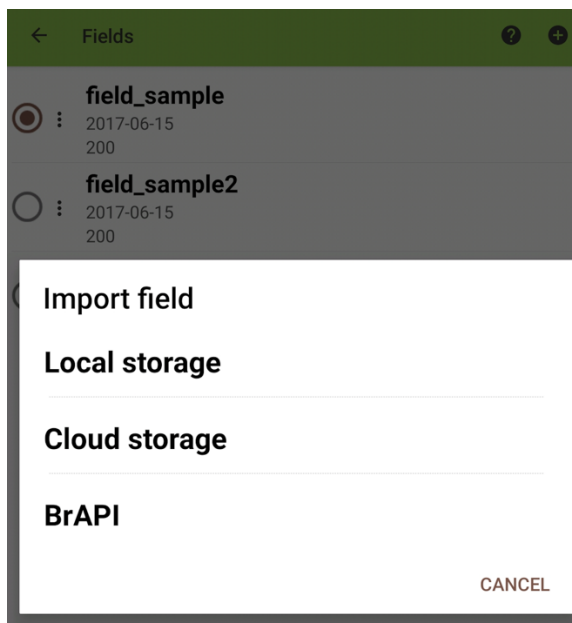 Fields
field_sample
2017-06-15
200
field_sample2
2017-06-15
200
Import field
Local storage
Cloud storage
BrAPI
CANCEL